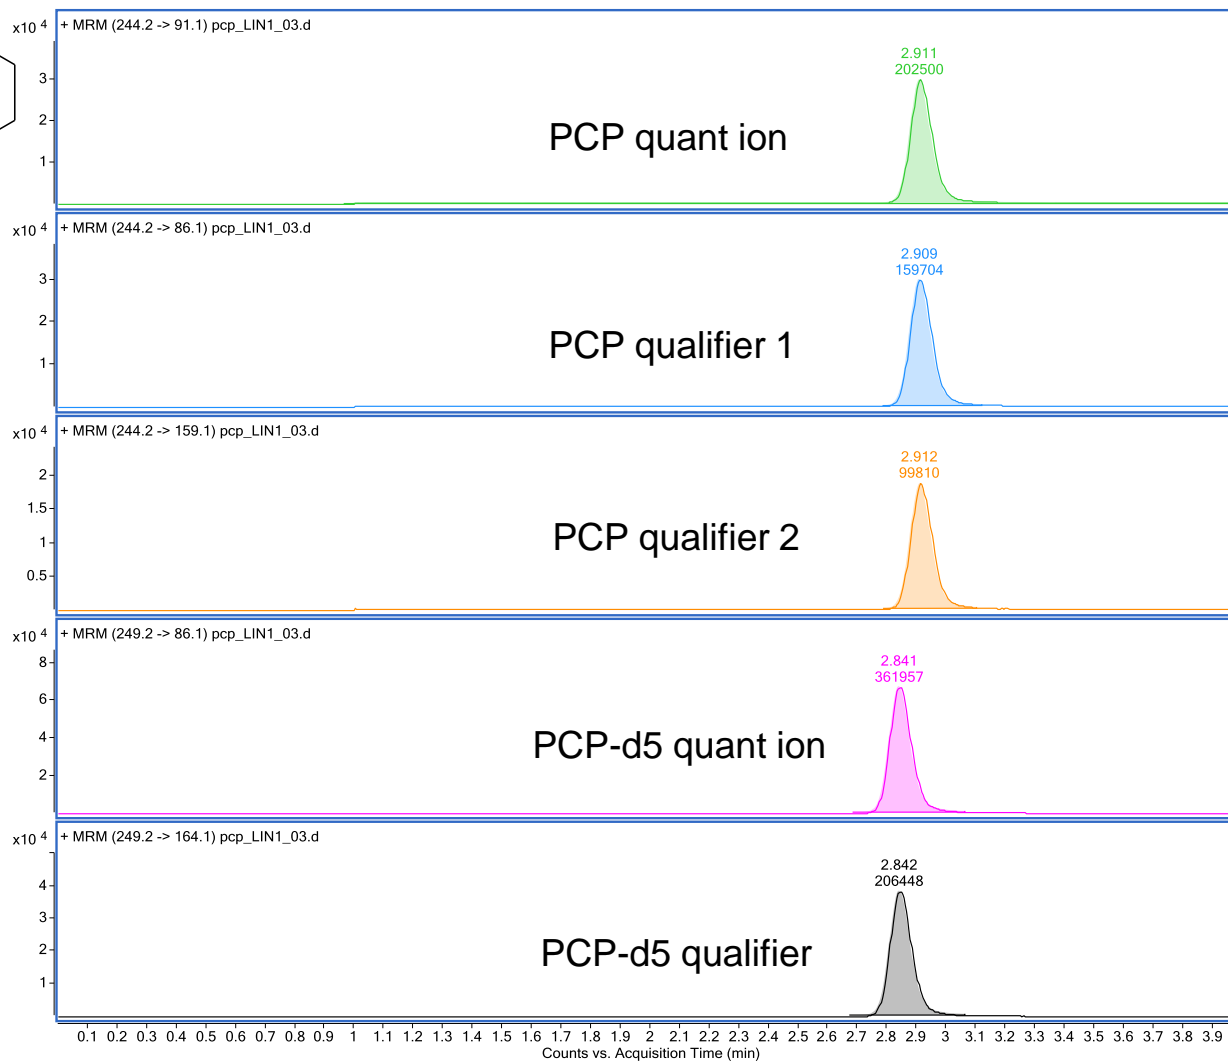 x10 4 + MRM (244.2 -> 91.1) pcp_LIN1_03.d
2.911
202500
3
2
1
PCP quant ion
x10 4 + MRM (244.2 -> 86.1) pcp_LIN1_03.d
2.909
159704
3
2
1
PCP qualifier 1
x10 4 + MRM (244.2 -> 159.1) pcp_LIN1_03.d
2.912
99810
2
1.5
1
0.5
PCP qualifier 2
x10 4 + MRM (249.2 -> 86.1) pcp_LIN1_03.d
2.841
361957
8
6
4
2
PCP-d5 quant ion
x10 4 + MRM (249.2 -> 164.1) pcp_LIN1_03.d
2.842
206448
4
3
2
1
PCP-d5 qualifier
0.1 0.2 0.3 0.4 0.5 0.6 0.7 0.8 0.9 1 1.1 1.2 1.3 1.4 1.5 1.6 1.7 1.8 1.9 2 2.1 2.2 2.3 2.4 2.5 2.6 2.7 2.8 2.9 3 3.1 3.2 3.3 3.4 3.5 3.6 3.7 3.8 3.9
Counts vs. Acquisition Time (min)